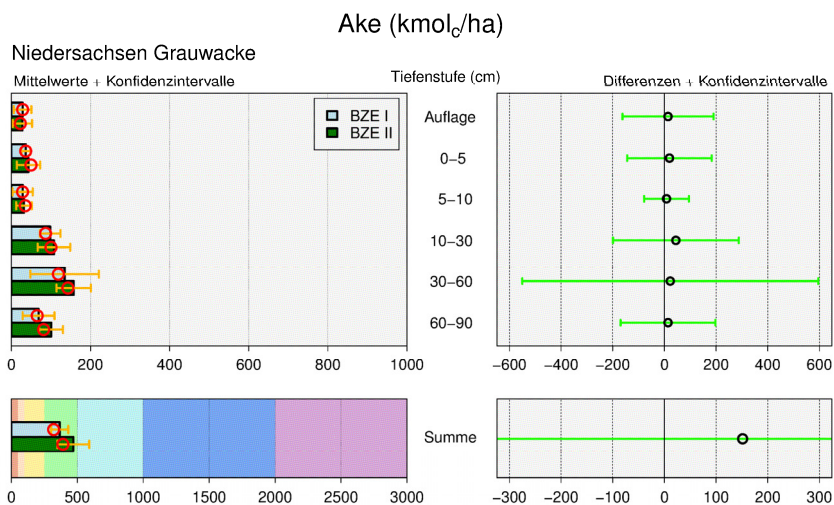 Ake (kmolc/ha)
Niedersachsen Grauwacke
Mittelwerte + Konfidenzintervalle
Tiefenstufe (cm)
Differenzen + Konfidenzintervalle
BZE I
BZE II
Auflage
0−5
5−10
10−30
30−60
60−90
0 200 400 600 800 1000
−600 −400 −200 0 200 400 600
Summe
0 500 1000 1500 2000 2500 3000
−300 −200 −100 0 100 200 300